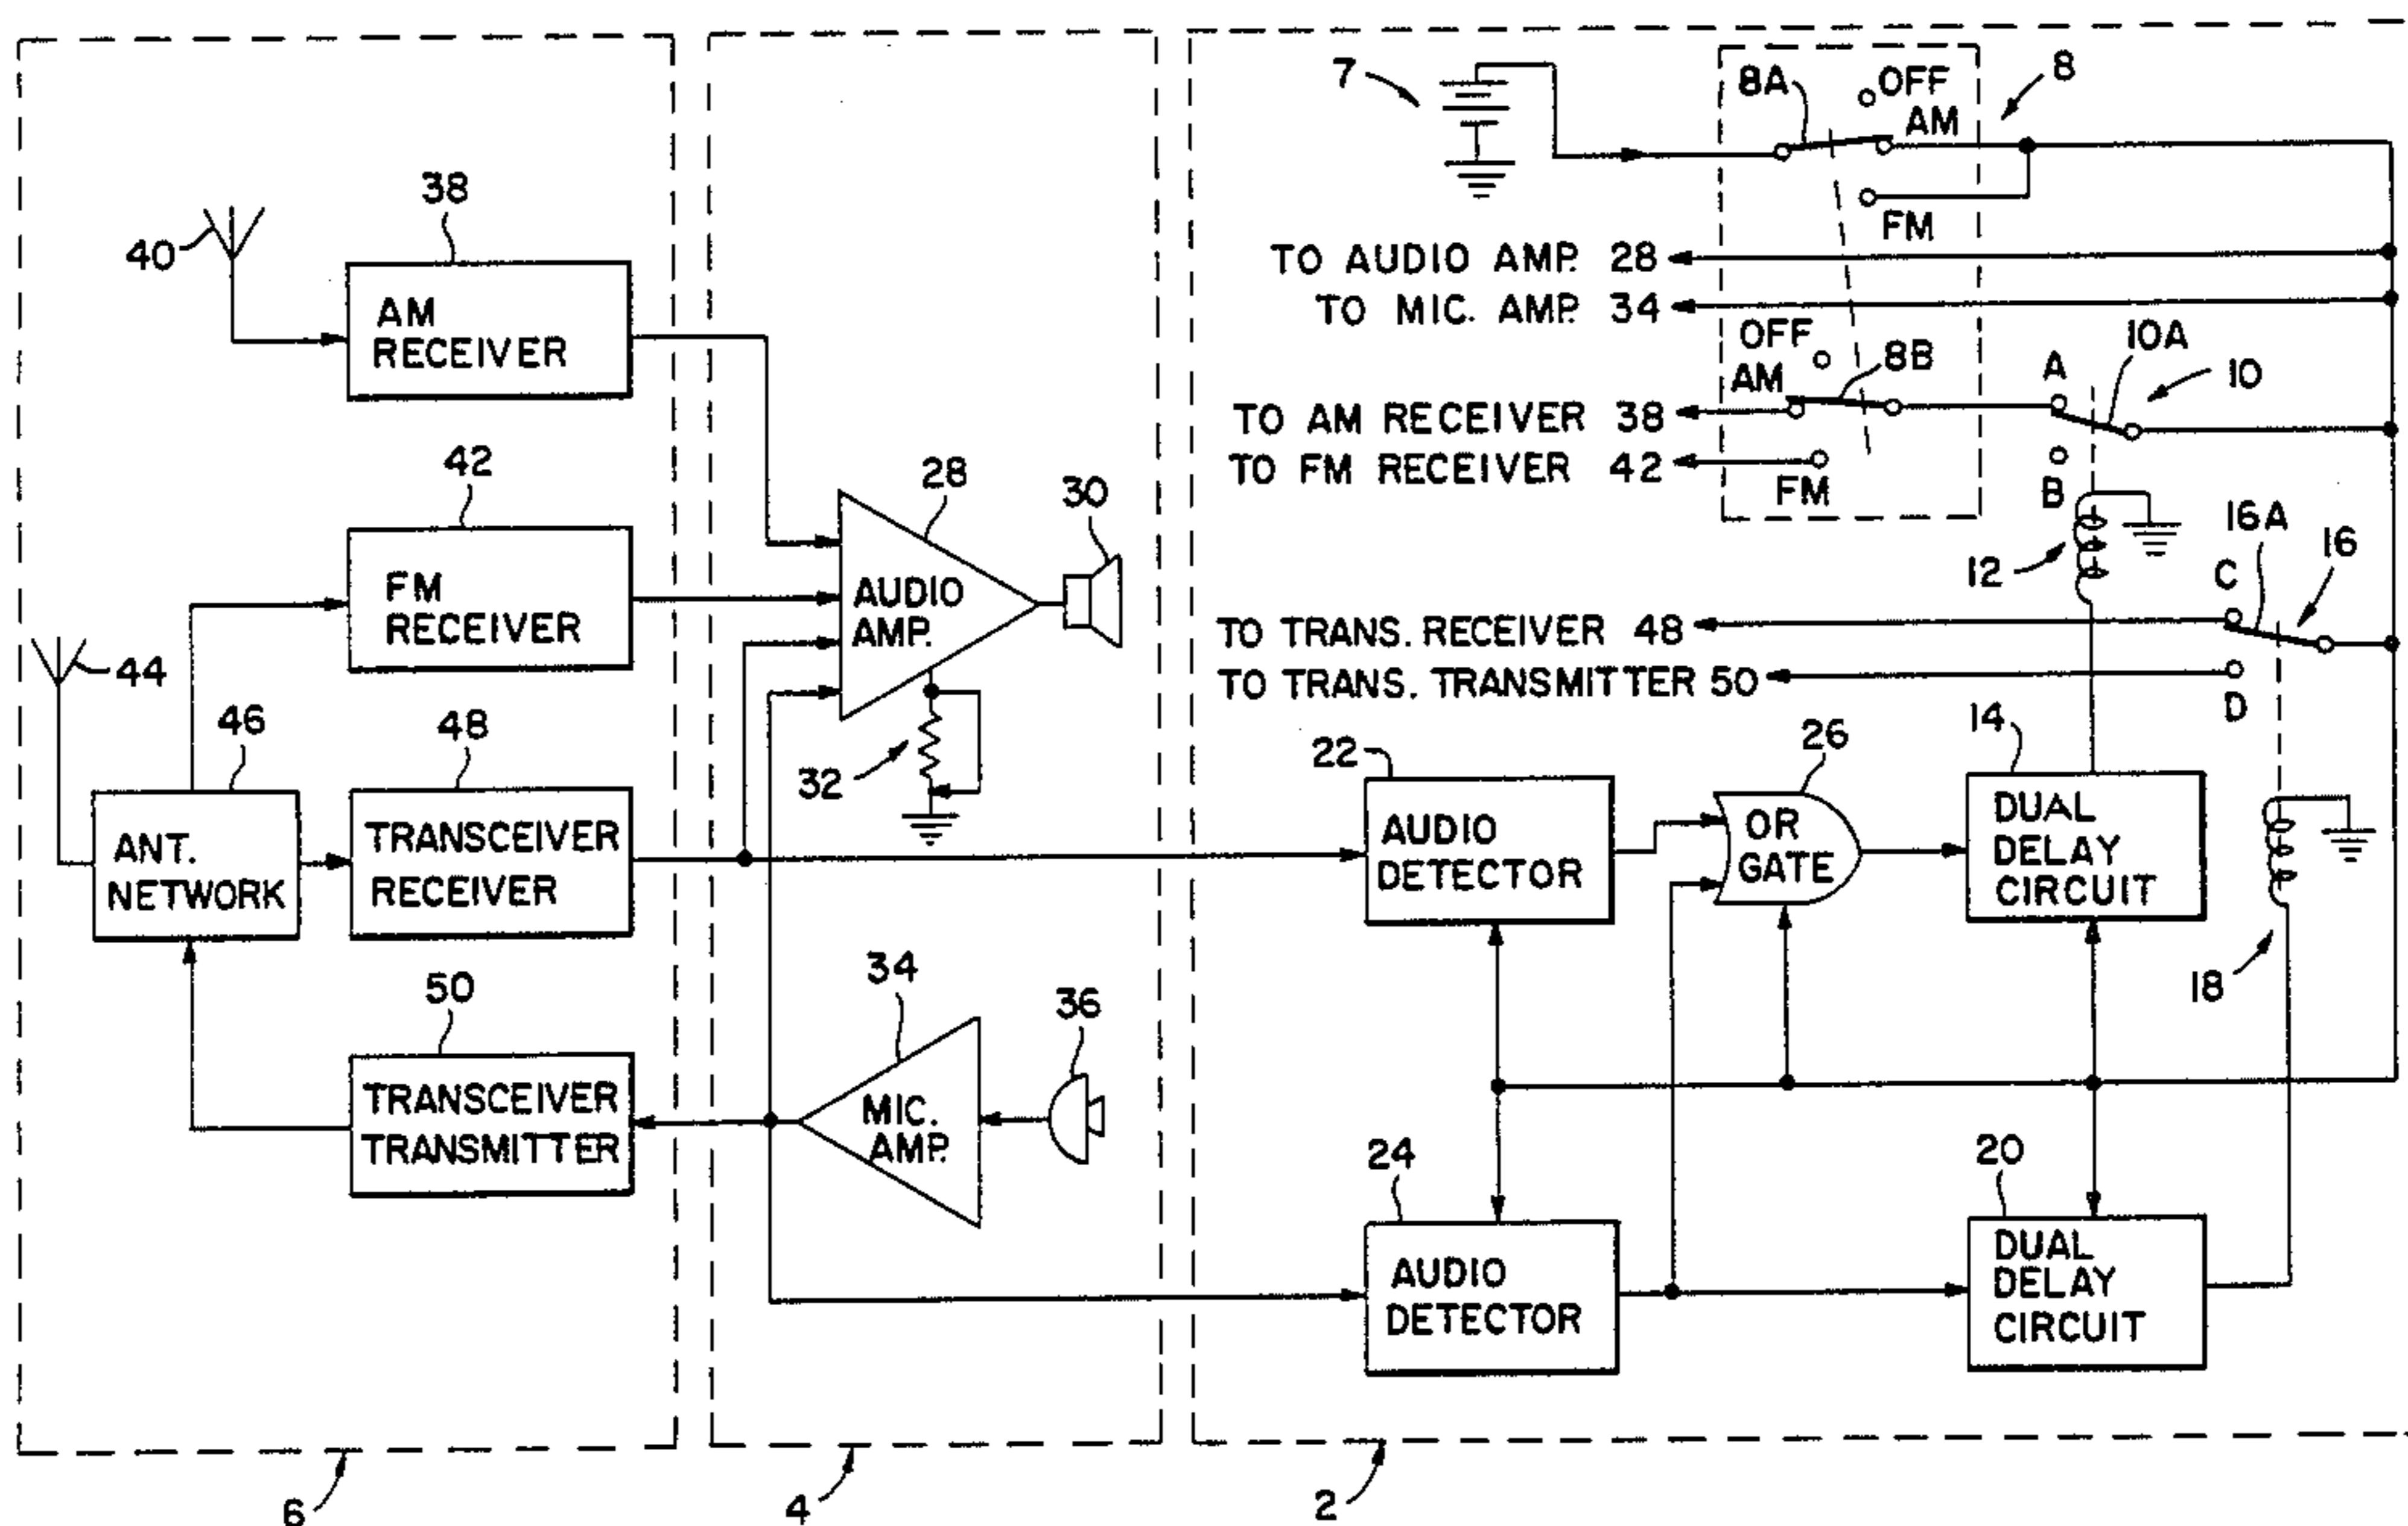 7
8A
OFF
8
AM
FM
TO AUDIO AMP. 28
TO MIC. AMP. 34
OFF
AM
8B
A
10A
10
TO AM RECEIVER 38
TO FM RECEIVER 42
FM
B
12
16A
C
16
TO TRANS. RECEIVER 48
TO TRANS. TRANSMITTER 50
D
38
40
AM
RECEIVER
42
FM
RECEIVER
28
30
AUDIO
AMP.
44
46
48
32
ANT.
NETWORK
TRANSCEIVER
RECEIVER
50
TRANSCEIVER
TRANSMITTER
34
36
MIC.
AMP.
22
AUDIO
DETECTOR
26
OR
GATE
14
DUAL
DELAY
CIRCUIT
18
24
AUDIO
DETECTOR
20
DUAL
DELAY
CIRCUIT
6
4
2